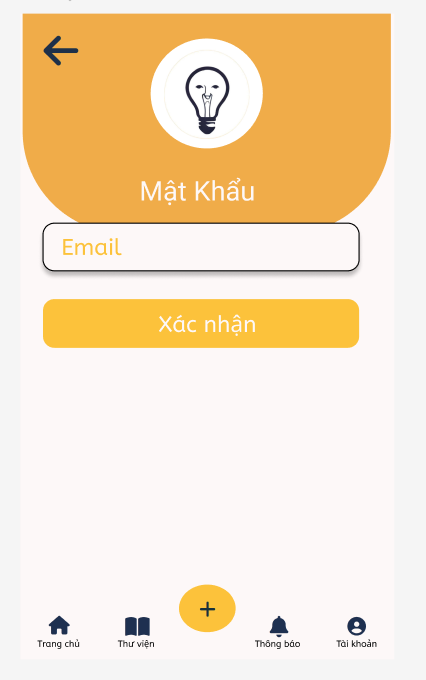 Mật Khẩu
Email
Xác nhận
+
Trang chủ
Thư viện
Thông báo
Tài khoản